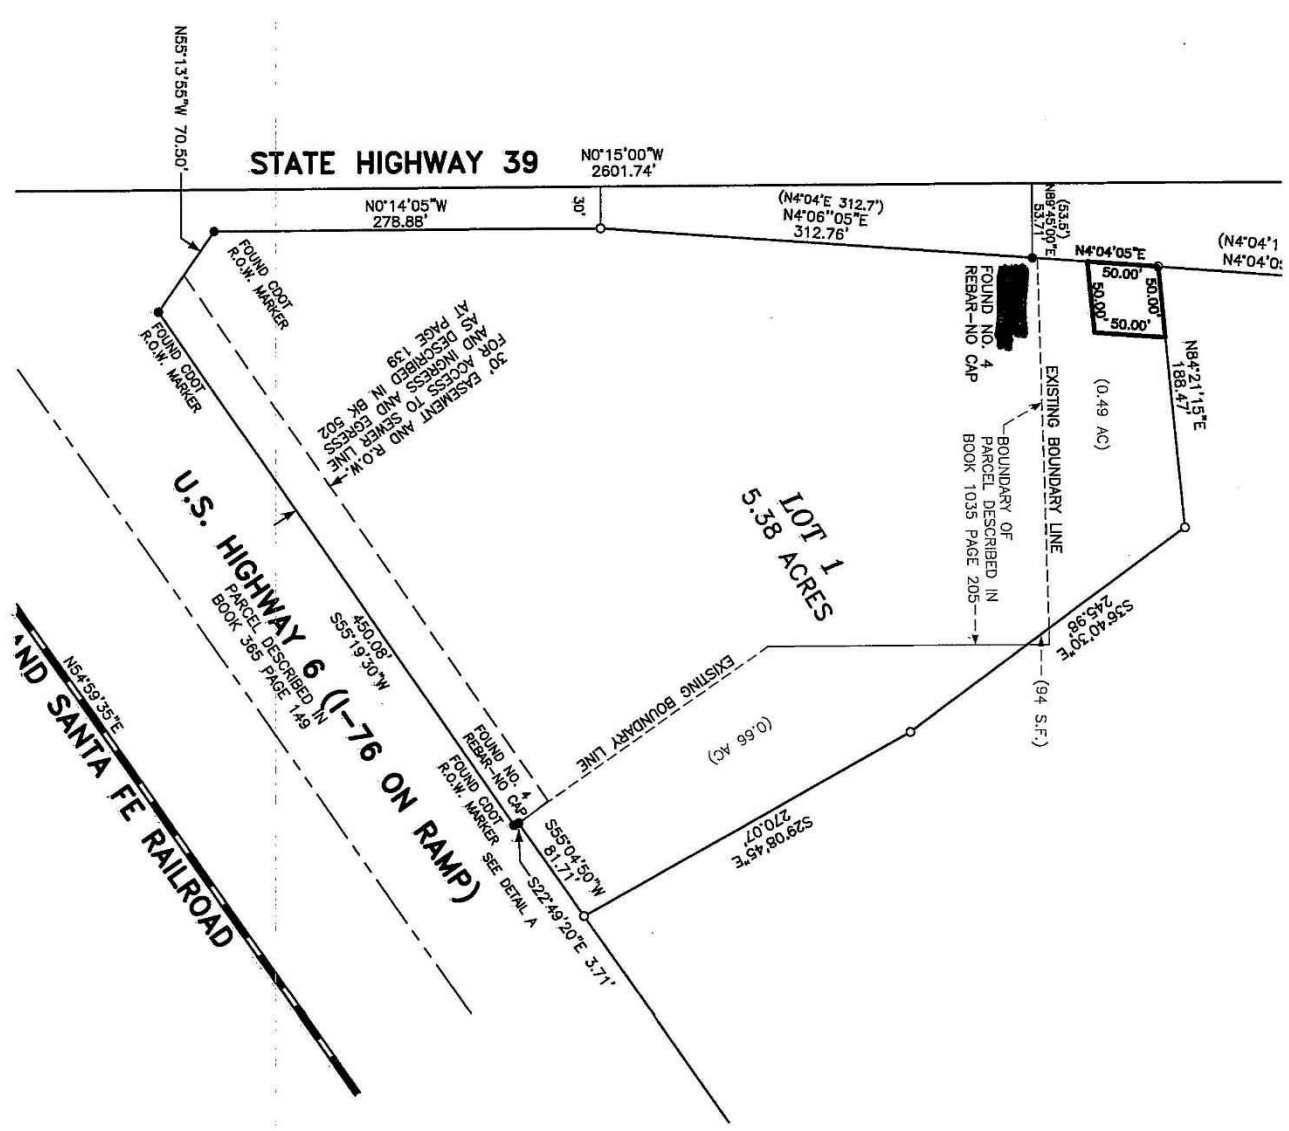 N55°13'55"W 70.50'
STATE HIGHWAY 39
N0°15'00"W
2601.74'
N0°14'05"W
278.88'
30'
(N4°04'E 312.7')
N4°06''05"E
312.76'
(53.5')
N89°45'00"E
53.71'
N4°04'05"E
50.00'
50.00'
50.00'
50.00'
(N4°04'1
N4°04'0
FOUND CDOT
R.O.W. MARKER
FOUND CDOT
R.O.W. MARKER
30' EASEMENT AND R.O.W.
FOR ACCESS TO SEWER LINE
AND INGRESS AND EGRESS
AS DESCRIBED IN BK 502
AT PAGE 139
FOUND NO. 4
REBAR-NO CAP
EXISTING BOUNDARY LINE
BOUNDARY OF
PARCEL DESCRIBED IN
BOOK 1035 PAGE 205
(0.49 AC)
N84°21'15"E
188.47'
LOT 1
5.38 ACRES
S36°40'30"E
245.98'
(94 S.F.)
EXISTING BOUNDARY LINE
(0.66 AC)
S29°08'45"E
270.07'
U.S. HIGHWAY 6 (I-76 ON RAMP)
PARCEL DESCRIBED IN
BOOK 365 PAGE 149
450.08'
S55°19'30"W
FOUND NO. 4
REBAR-NO CAP
FOUND CDOT
R.O.W. MARKER
SEE DETAIL A
S55°04'50"W
81.71'
S22°49'20"E 3.71'
N54°59'35"E
ND SANTA FE RAILROAD